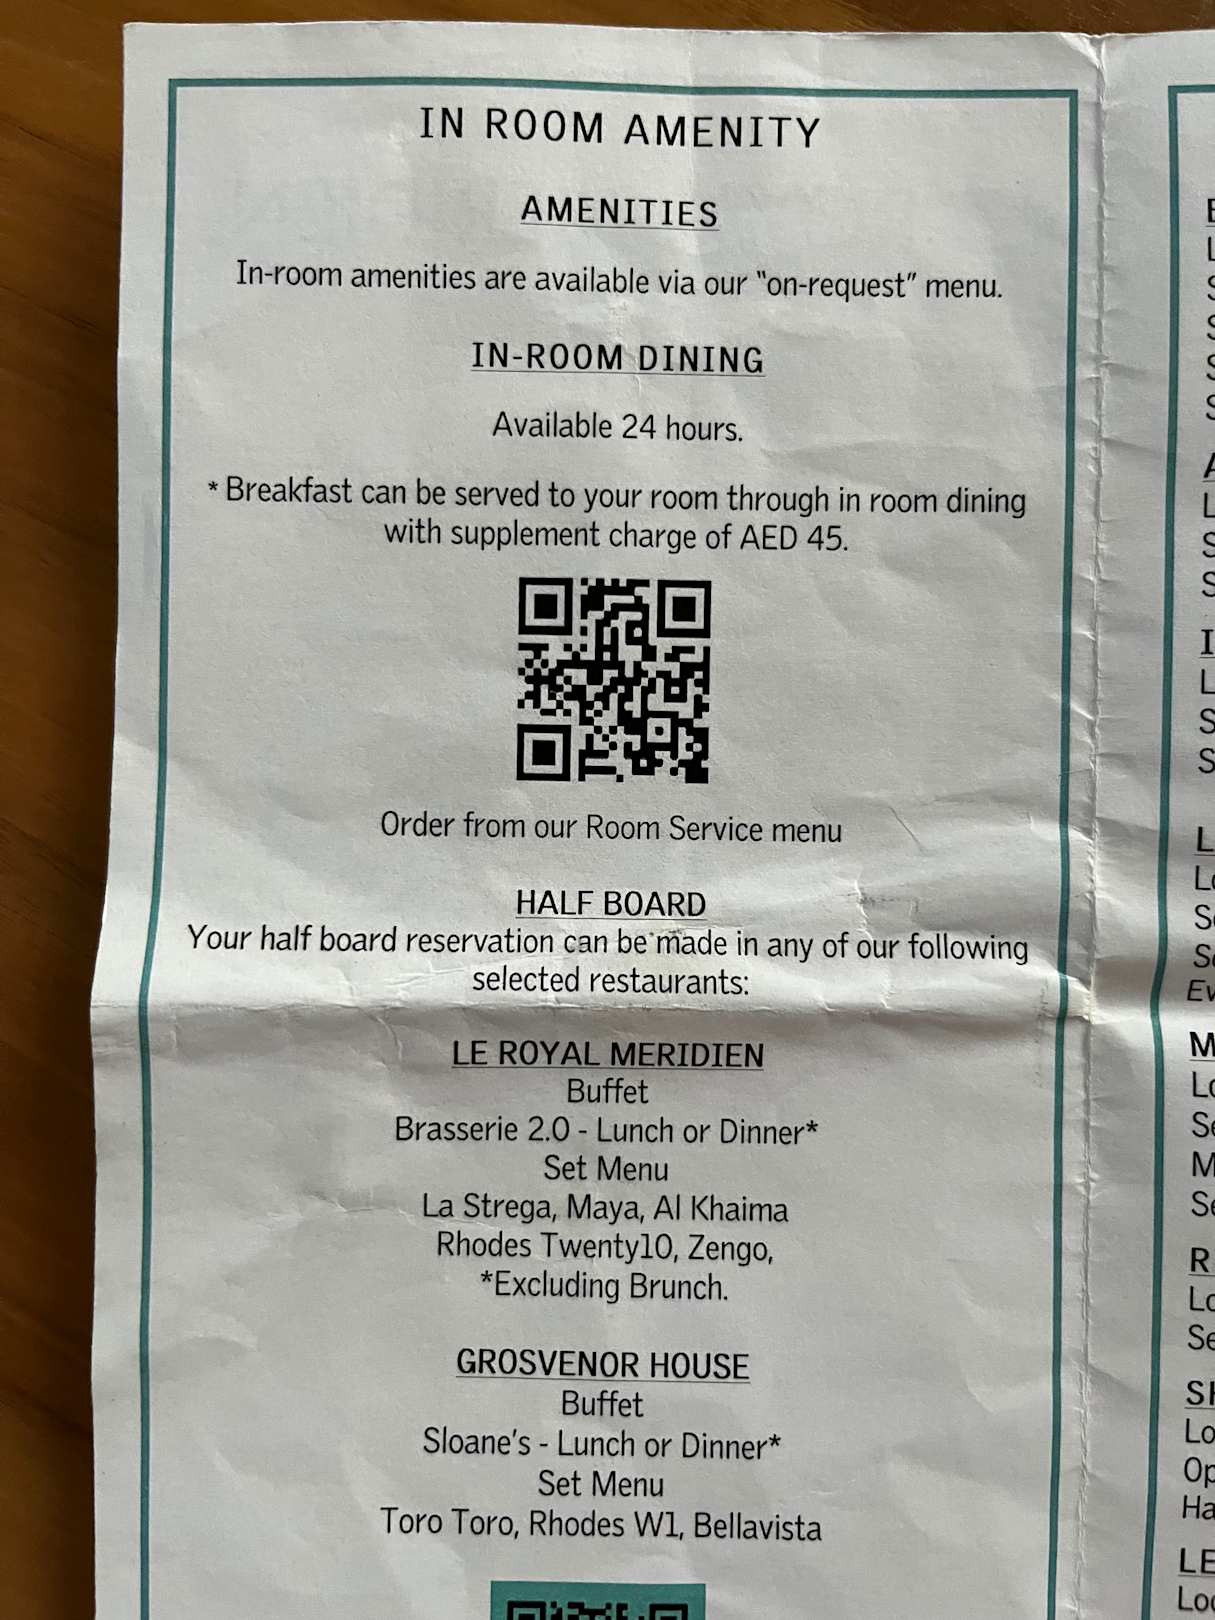 IN ROOM AMENITY
AMENITIES
In-room amenities are available via our “on-request” menu.
IN-ROOM DINING
Available 24 hours.
* Breakfast can be served to your room through in room dining
with supplement charge of AED 45.
Order from our Room Service menu
HALF BOARD
Your half board reservation can be made in any of our following
selected restaurants:
LE ROYAL MERIDIEN
Buffet
Brasserie 2.0 - Lunch or Dinner*
Set Menu
La Strega, Maya, Al Khaima
Rhodes Twenty10, Zengo,
*Excluding Brunch.
GROSVENOR HOUSE
Buffet
Sloane's - Lunch or Dinner*
Set Menu
Toro Toro, Rhodes W1, Bellavista